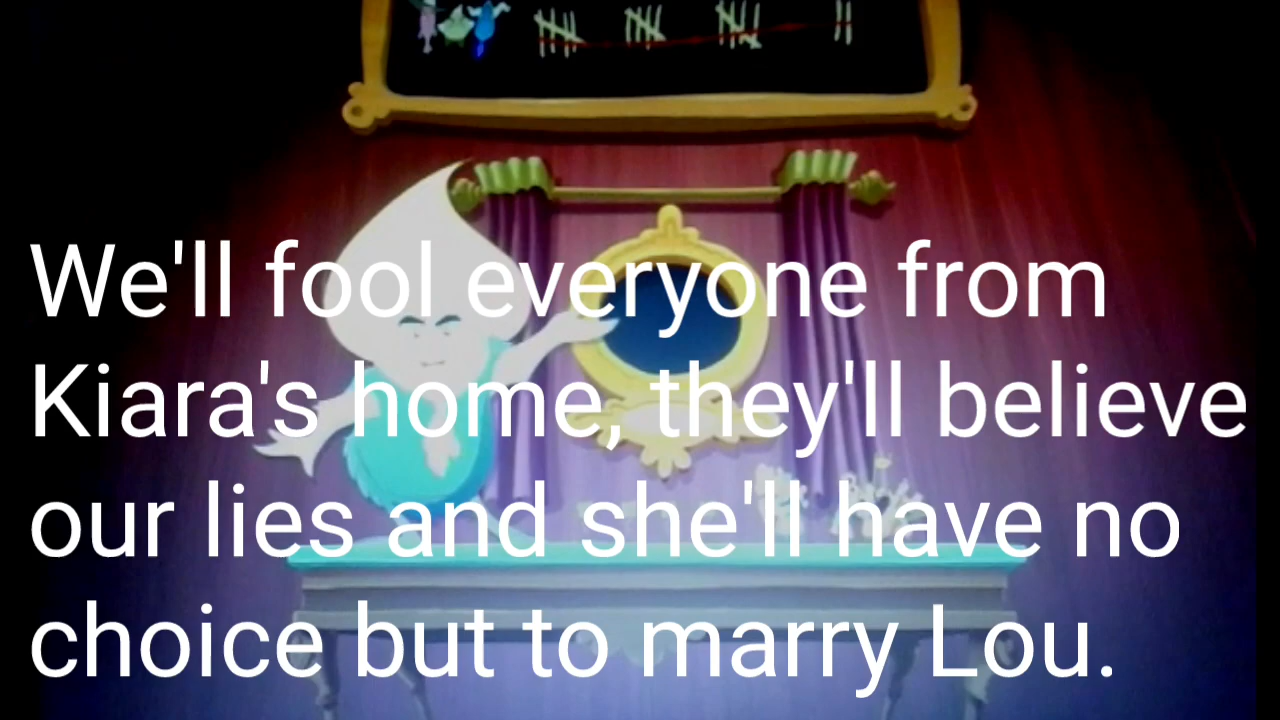 We'll fool everyone from
Kiara's home, they'll believe
our lies and she'll have no
choice but to marry Lou.